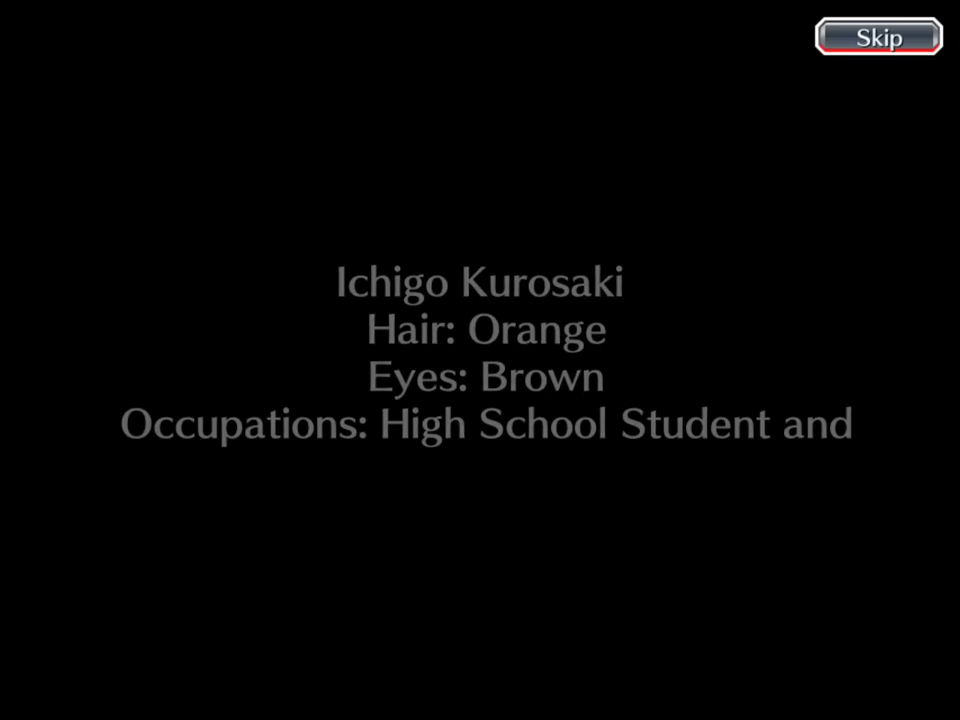 Skip
Ichigo Kurosaki
Hair: Orange
Eyes: Brown
Occupations: High School Student and